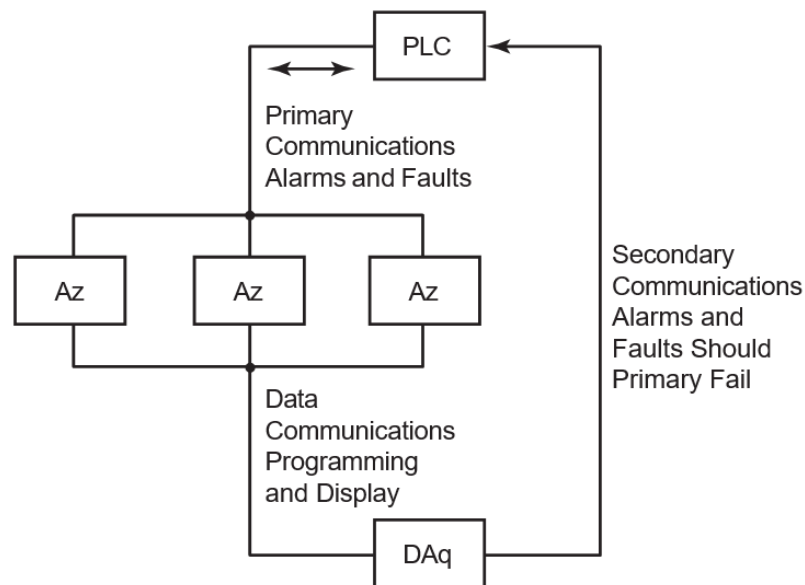 PLC
Primary
Communications
Alarms and Faults
Az
Az
Az
Secondary
Communications
Alarms and
Faults Should
Primary Fail
Data
Communications
Programming
and Display
DAq